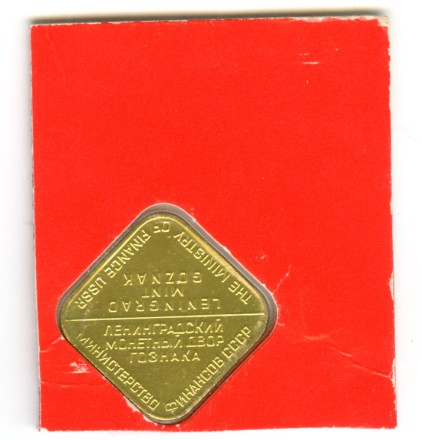 THE MINISTRY OF
FINANCE USSR
LENINGRAD
MINT
GOZNAK
ЛЕНИНГРАДСКИЙ
МОНЕТНЫЙ ДВОР
ГОЗНАКА
МИНИСТЕРСТВО
ФИНАНСОВ СССР